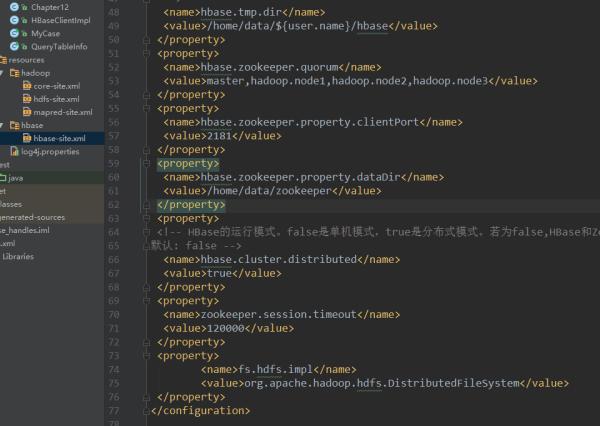 Chapter12
HBaseClientImpl
MyCase
QueryTableInfo
resources
hadoop
core-site.xml
hdfs-site.xml
mapred-site.xml
hbase
hbase-site.xml
log4j.properties
est
java
et
classes
generated-sources
se_handles.iml
.xml
Libraries
48 <name>hbase.tmp.dir</name>
49 <value>/home/data/${user.name}/hbase</value>
50 </property>
51 <property>
52 <name>hbase.zookeeper.quorum</name>
53 <value>master,hadoop.node1,hadoop.node2,hadoop.node3</value>
54 </property>
55 <property>
56 <name>hbase.zookeeper.property.clientPort</name>
57 <value>2181</value>
58 </property>
59 <property>
60 <name>hbase.zookeeper.property.dataDir</name>
61 <value>/home/data/zookeeper</value>
62 </property>
63 <property>
64 <!-- HBase的运行模式。false是单机模式，true是分布式模式。若为false,HBase和Zo
65 默认: false -->
66 <name>hbase.cluster.distributed</name>
67 <value>true</value>
68 </property>
69 <property>
70 <name>zookeeper.session.timeout</name>
71 <value>120000</value>
72 </property>
73 <property>
74 <name>fs.hdfs.impl</name>
75 <value>org.apache.hadoop.hdfs.DistributedFileSystem</value>
76 </property>
77 </configuration>
78